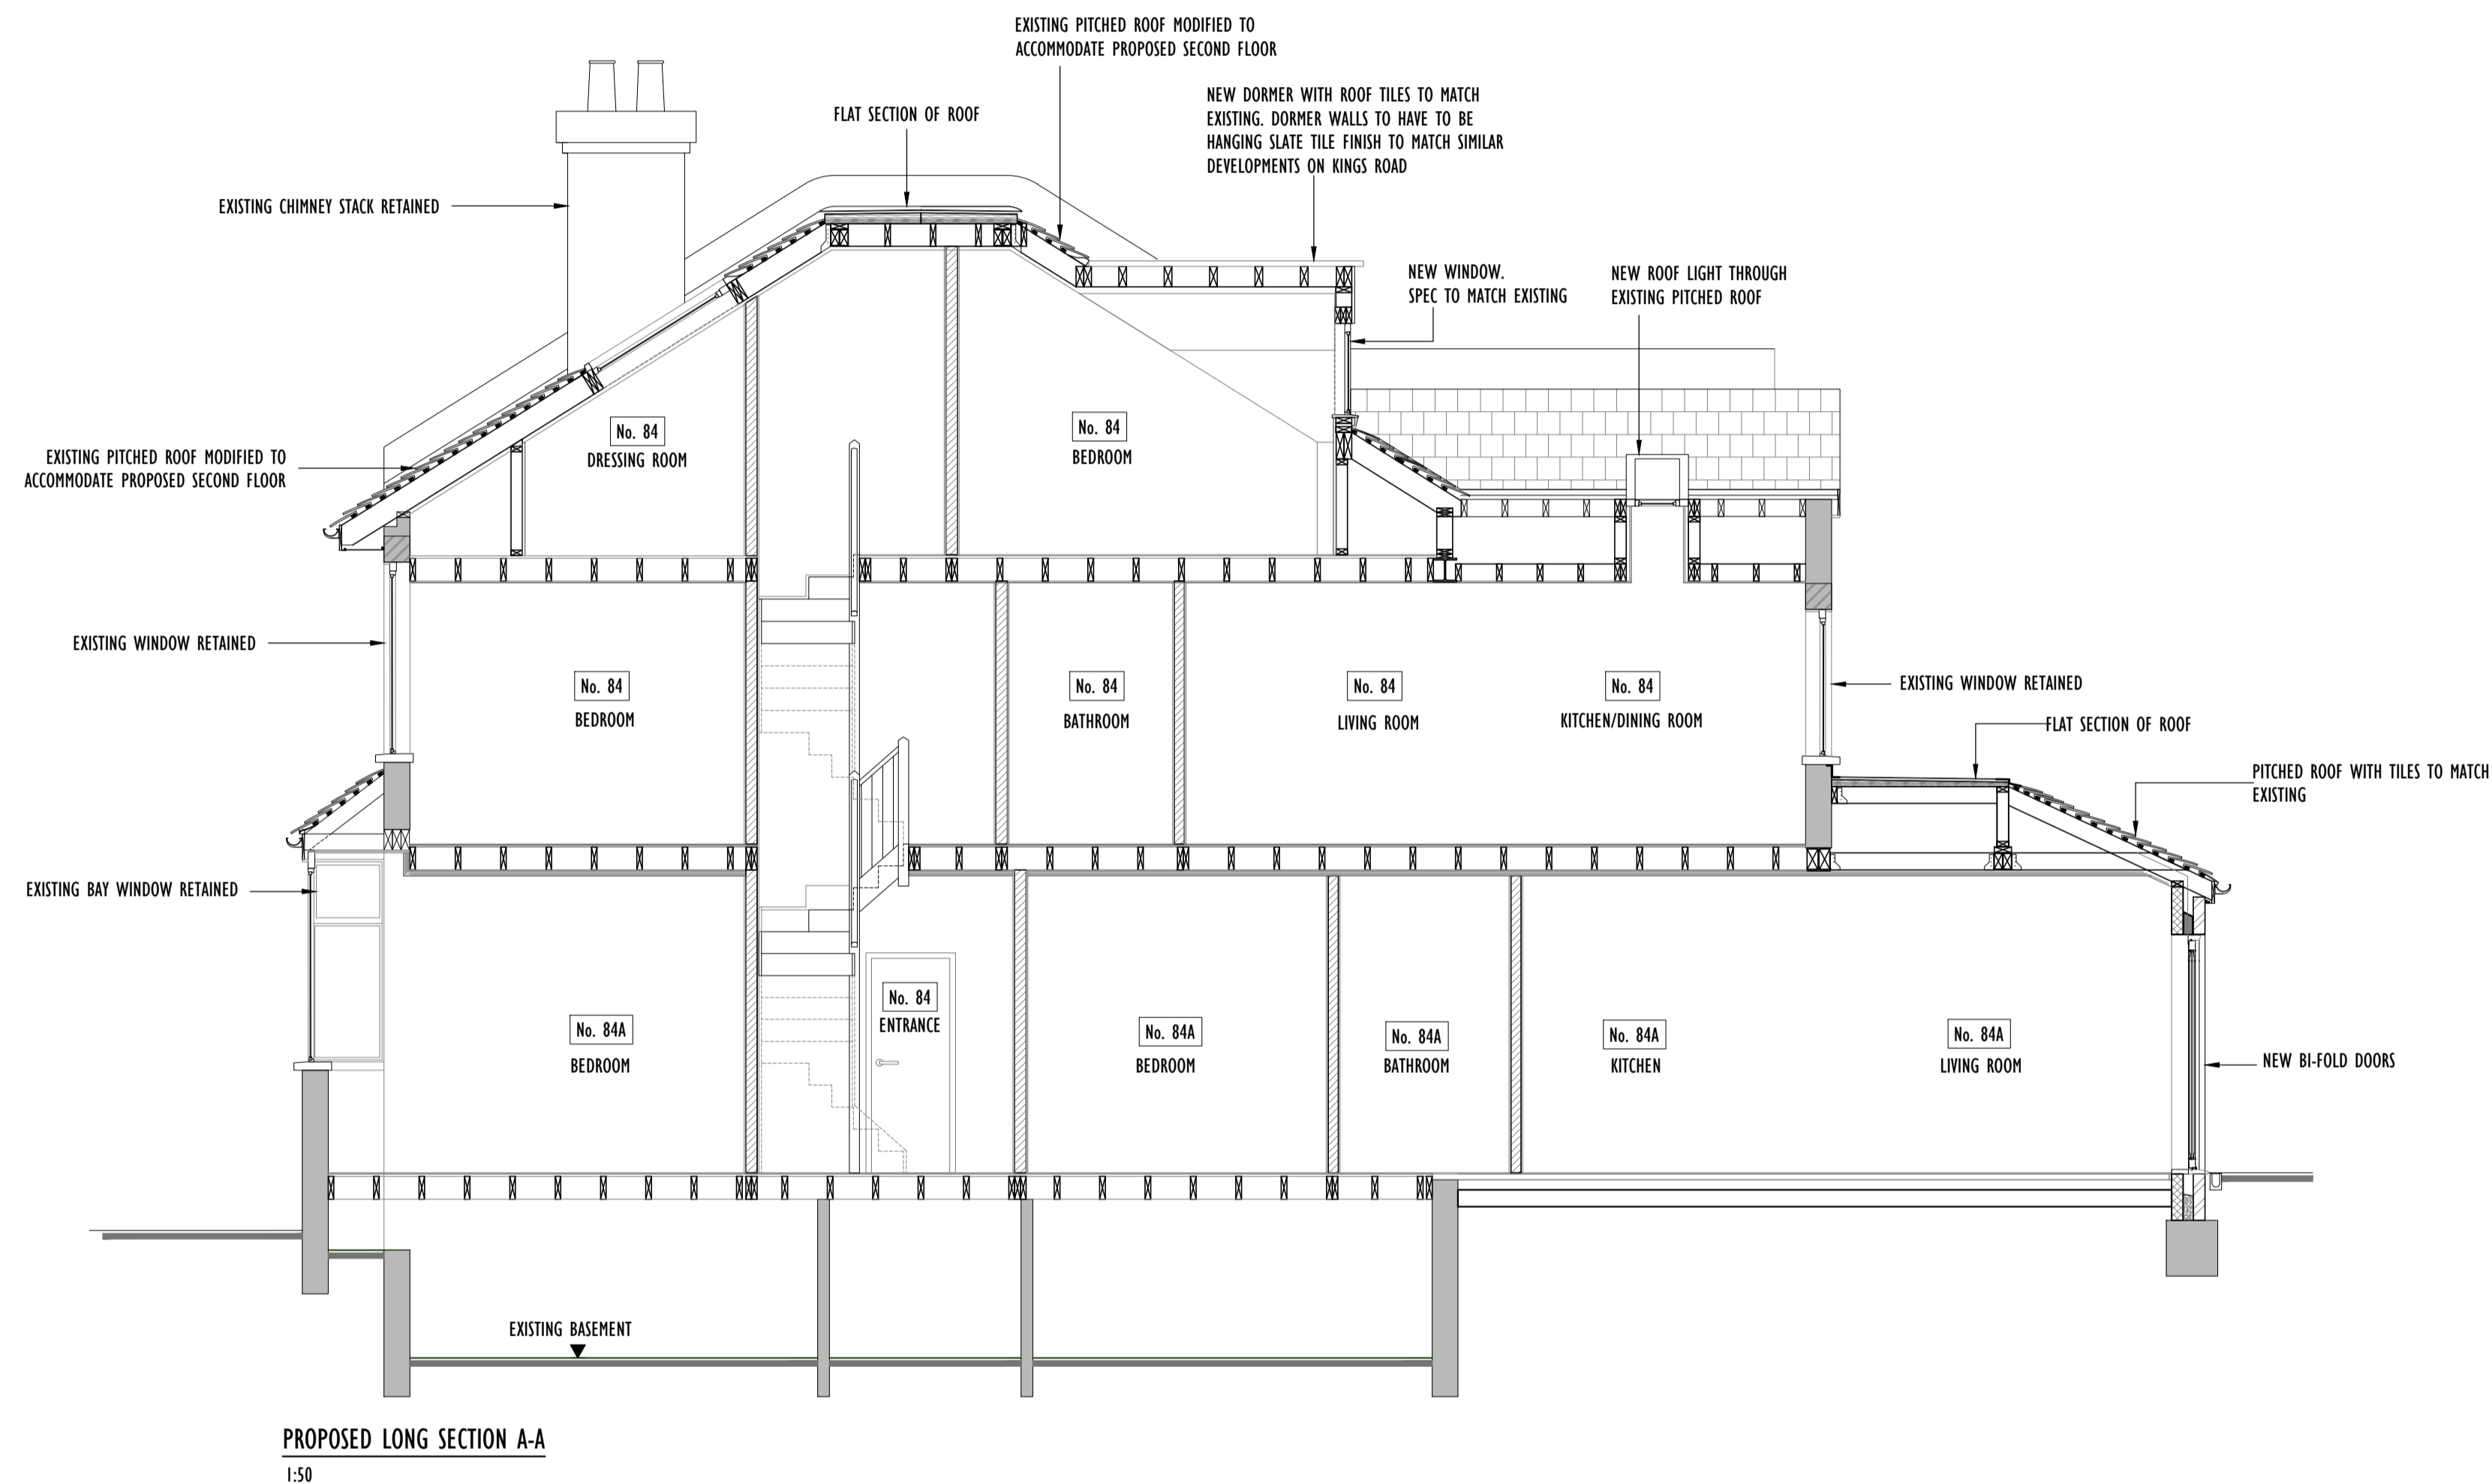 EXISTING PITCHED ROOF MODIFIED TO
ACCOMMODATE PROPOSED SECOND FLOOR
NEW DORMER WITH ROOF TILES TO MATCH
EXISTING. DORMER WALLS TO HAVE TO BE
HANGING SLATE TILE FINISH TO MATCH SIMILAR
DEVELOPMENTS ON KINGS ROAD
FLAT SECTION OF ROOF
EXISTING CHIMNEY STACK RETAINED
NEW WINDOW.
SPEC TO MATCH EXISTING
NEW ROOF LIGHT THROUGH
EXISTING PITCHED ROOF
EXISTING PITCHED ROOF MODIFIED TO
ACCOMMODATE PROPOSED SECOND FLOOR
No. 84
DRESSING ROOM
No. 84
BEDROOM
EXISTING WINDOW RETAINED
No. 84
BEDROOM
No. 84
BATHROOM
No. 84
LIVING ROOM
No. 84
KITCHEN/DINING ROOM
EXISTING WINDOW RETAINED
FLAT SECTION OF ROOF
PITCHED ROOF WITH TILES TO MATCH
EXISTING
EXISTING BAY WINDOW RETAINED
No. 84A
BEDROOM
No. 84
ENTRANCE
No. 84A
BEDROOM
No. 84A
BATHROOM
No. 84A
KITCHEN
No. 84A
LIVING ROOM
NEW BI-FOLD DOORS
EXISTING BASEMENT
PROPOSED LONG SECTION A-A
1:50